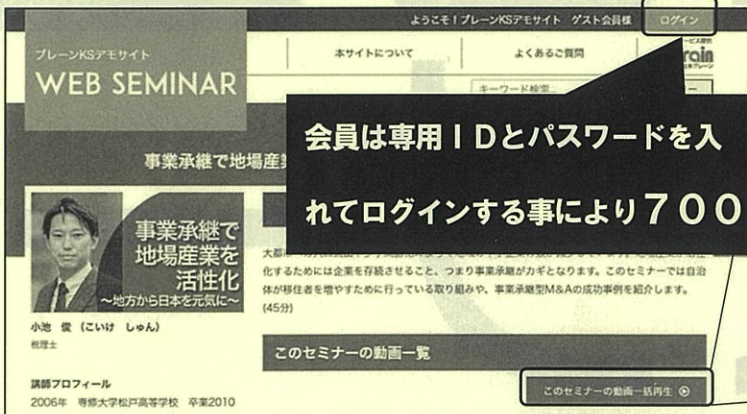 ようこそ！ブレーンKSデモサイト ゲスト会員様 ログイン
ブレーンKSデモサイト
WEB SEMINAR
本サイトについて
よくあるご質問
キーワード検索...
会員は専用ＩＤとパスワードを入
れてログインする事により７００
事業承継で地場産業
事業承継で
地場産業を
活性化
〜地方から日本を元気に〜
化するためには企業を存続させること、つまり事業承継がカギとなります。このセミナーでは自治
体が移住者を増やすために行っている取り組みや、事業承継型M&Aの成功事例を紹介します。
(45分)
小池 俊（こいけ しゅん）
税理士
このセミナーの動画一覧
このセミナーの動画一括再生
講師プロフィール
2006年 専修大学松戸高等学校 卒業2010